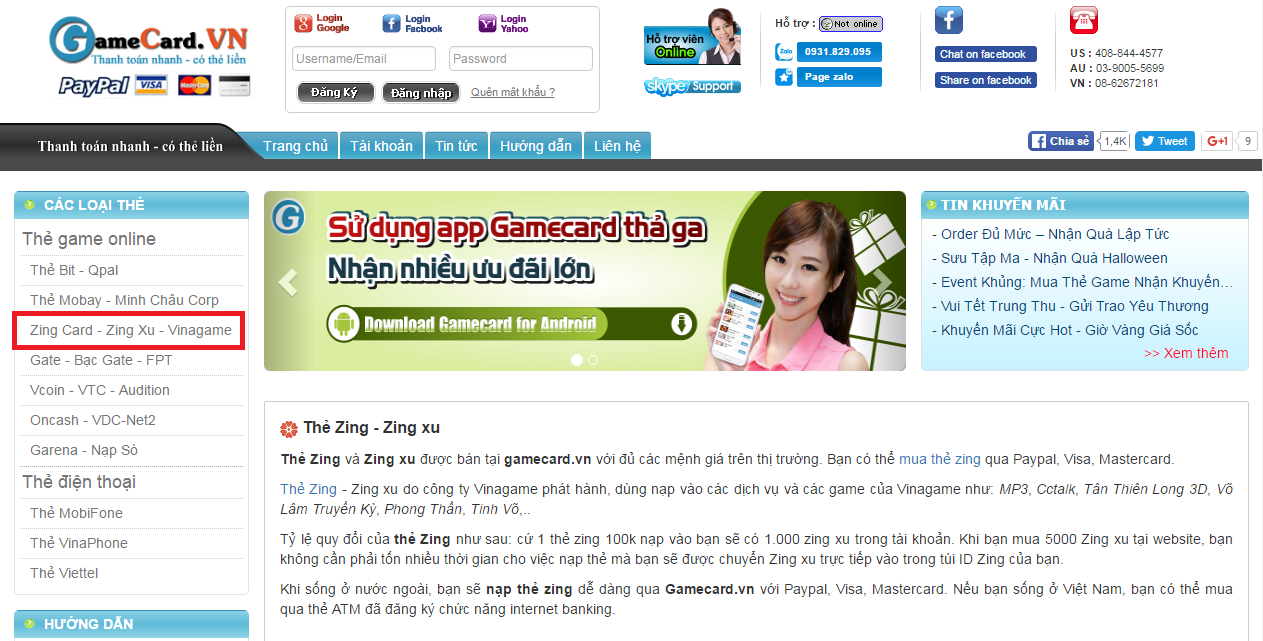 GameCard.VN
Thanh toán nhanh - có thẻ liền
PayPal VISA MasterCard
Login Google
Login Facbook
Login Yahoo
Username/Email
Password
Đăng Ký
Đăng nhập
Quên mất khẩu ?
Hỗ trợ viên
Online
skype Support
Hỗ trợ : Not online
Zalo 0931.829.095
Page zalo
Chat on facebook
Share on facebook
US : 408-844-4577
AU : 03-9005-5699
VN : 08-62672181
Thanh toán nhanh - có thẻ liền
Trang chủ
Tài khoản
Tin tức
Hướng dẫn
Liên hệ
Chia sẻ 1,4K
Tweet
G+1 9
CÁC LOẠI THẺ
Thẻ game online
Thẻ Bit - Qpal
Thẻ Mobay - Minh Châu Corp
Zing Card - Zing Xu - Vinagame
Gate - Bạc Gate - FPT
Vcoin - VTC - Audition
Oncash - VDC-Net2
Garena - Nạp Sò
Thẻ điện thoại
Thẻ MobiFone
Thẻ VinaPhone
Thẻ Viettel
HƯỚNG DẪN
Sử dụng app Gamecard thả ga
Nhận nhiều ưu đãi lớn
Download Gamecard for Android
TIN KHUYẾN MÃI
- Order Đủ Mức – Nhận Quà Lập Tức
- Sưu Tập Ma - Nhận Quà Halloween
- Event Khủng: Mua Thẻ Game Nhận Khuyến...
- Vui Tết Trung Thu - Gửi Trao Yêu Thương
- Khuyến Mãi Cực Hot - Giờ Vàng Giá Sốc
>> Xem thêm
Thẻ Zing - Zing xu
Thẻ Zing và Zing xu được bán tại gamecard.vn với đủ các mệnh giá trên thị trường. Bạn có thể mua thẻ zing qua Paypal, Visa, Mastercard.
Thẻ Zing - Zing xu do công ty Vinagame phát hành, dùng nạp vào các dịch vụ và các game của Vinagame như: MP3, Cctalk, Tân Thiên Long 3D, Võ
Lâm Truyền Kỳ, Phong Thần, Tinh Võ,..
Tỷ lệ quy đổi của thẻ Zing như sau: cứ 1 thẻ zing 100k nạp vào bạn sẽ có 1.000 zing xu trong tài khoản. Khi bạn mua 5000 Zing xu tại website, bạn
không cần phải tốn nhiều thời gian cho việc nạp thẻ mà bạn sẽ được chuyển Zing xu trực tiếp vào trong túi ID Zing của bạn.
Khi sống ở nước ngoài, bạn sẽ nạp thẻ zing dễ dàng qua Gamecard.vn với Paypal, Visa, Mastercard. Nếu bạn sống ở Việt Nam, bạn có thể mua
qua thẻ ATM đã đăng ký chức năng internet banking.